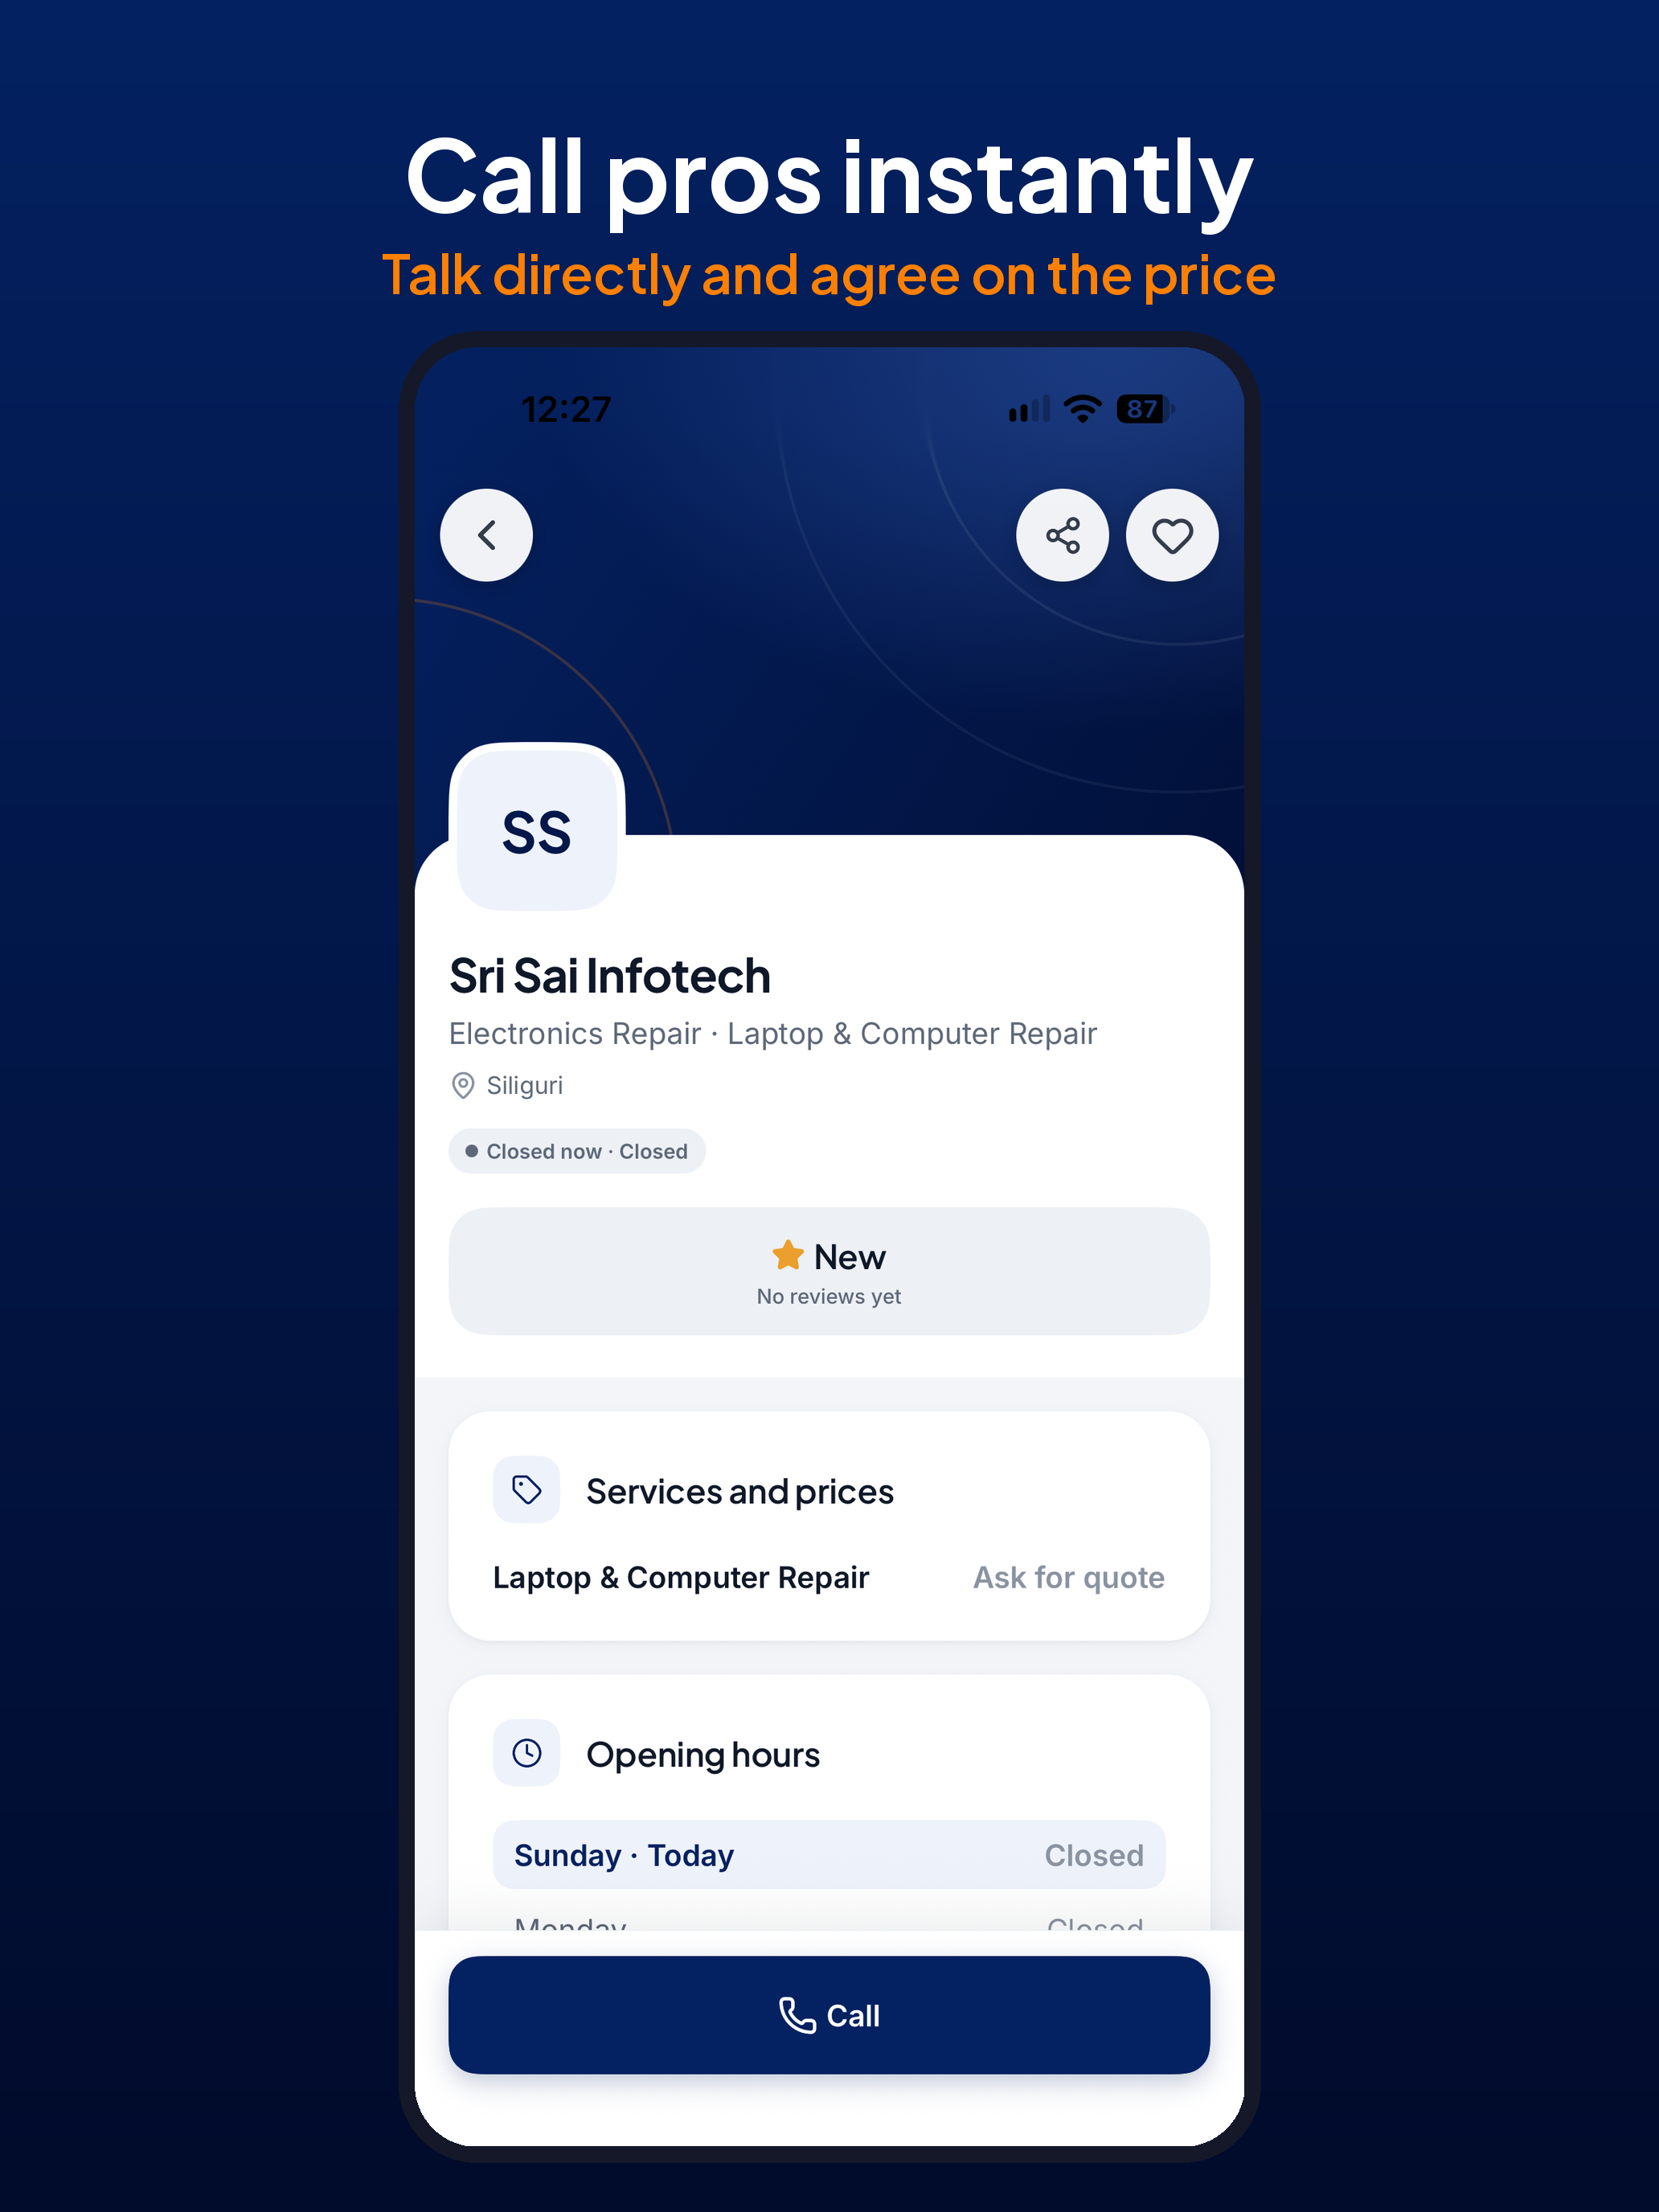 Call pros instantly
Talk directly and agree on the price
12:27
87
SS
Sri Sai Infotech
Electronics Repair · Laptop & Computer Repair
Siliguri
Closed now · Closed
New
No reviews yet
Services and prices
Laptop & Computer Repair Ask for quote
Opening hours
Sunday · Today Closed
Monday Closed
Call